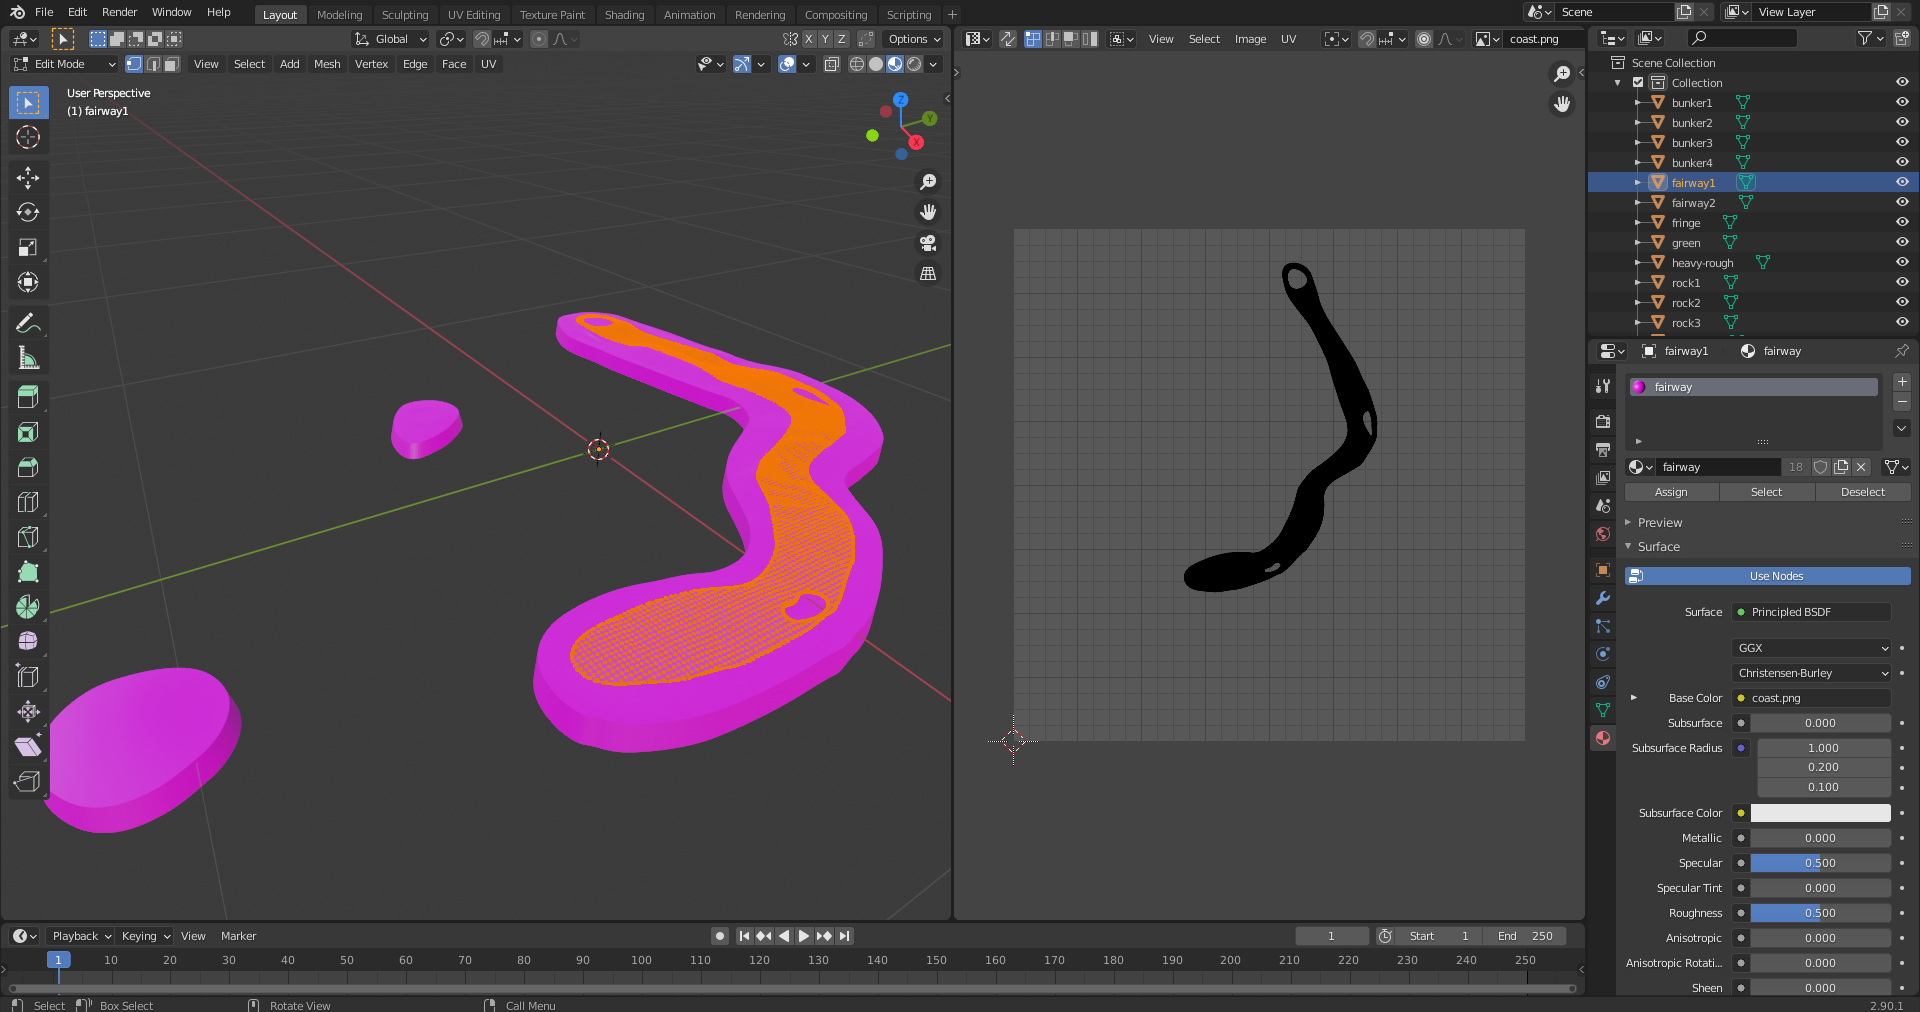 File Edit Render Window Help Layout Modeling Sculpting UV Editing Texture Paint Shading Animation Rendering Compositing Scripting + Scene View Layer
Global X Y Z Options View Select Image UV coast.png
Edit Mode View Select Add Mesh Vertex Edge Face UV
User Perspective
(1) fairway1
Z
Y
X
Scene Collection
Collection
bunker1
bunker2
bunker3
bunker4
fairway1
fairway2
fringe
green
heavy-rough
rock1
rock2
rock3
fairway1 fairway
fairway
fairway 18
Assign Select Deselect
Preview
Surface
Use Nodes
Surface Principled BSDF
GGX
Christensen-Burley
Base Color coast.png
Subsurface 0.000
Subsurface Radius 1.000
0.200
0.100
Subsurface Color
Metallic 0.000
Specular 0.500
Specular Tint 0.000
Roughness 0.500
Anisotropic 0.000
Anisotropic Rotati... 0.000
Sheen 0.000
Playback Keying View Marker 1 Start 1 End 250
1 10 20 30 40 50 60 70 80 90 100 110 120 130 140 150 160 170 180 190 200 210 220 230 240 250
Select Box Select Rotate View Call Menu 2.90.1